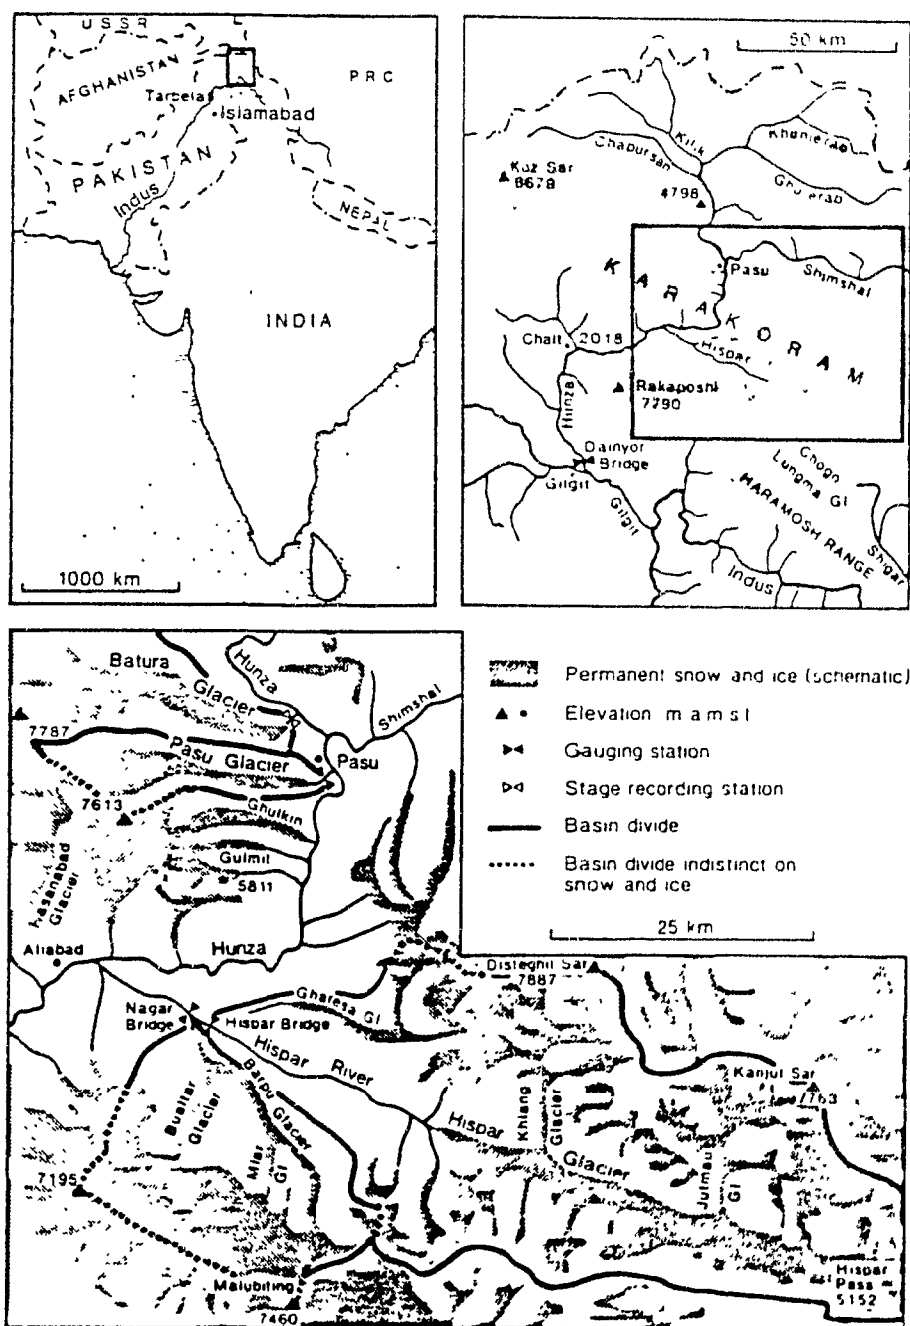 USSR
AFGHANISTAN
PRC
Tarbela
Islamabad
PAKISTAN
Indus
NEPAL
INDIA
1000 km
50 km
Kilik
Khunjerab
Chapursan
Koz Sar
6678
4798
Ghujerab
Pasu
Shimshal
KARAKORAM
Chalt
2018
Hispar
Hunza
Rakaposhi
7790
Dainyor
Bridge
Gilgit
Gilgit
Chogo
Lungma Gl
HARAMOSH RANGE
Shigar
Indus
Batura
Glacier
Hunza
Shimshal
7787
Pasu Glacier
Pasu
7613
Ghulkin
Gulmit
5811
Hasanabad
Glacier
Aliabad
Hunza
Disteghil Sar
7887
Gharesa Gl
Nagar
Bridge
Hispar Bridge
Hispar River
Kanjut Sar
7763
Bualtar
Glacier
Barpu Glacier
Miar
Gl
Hispar
Glacier
Khiang
Glacier
Jutmau
Gl
7195
Malubiting
7460
Hispar
Pass
5152
Permanent snow and ice (schematic)
Elevation m a m s l
Gauging station
Stage recording station
Basin divide
Basin divide indistinct on
snow and ice
25 km